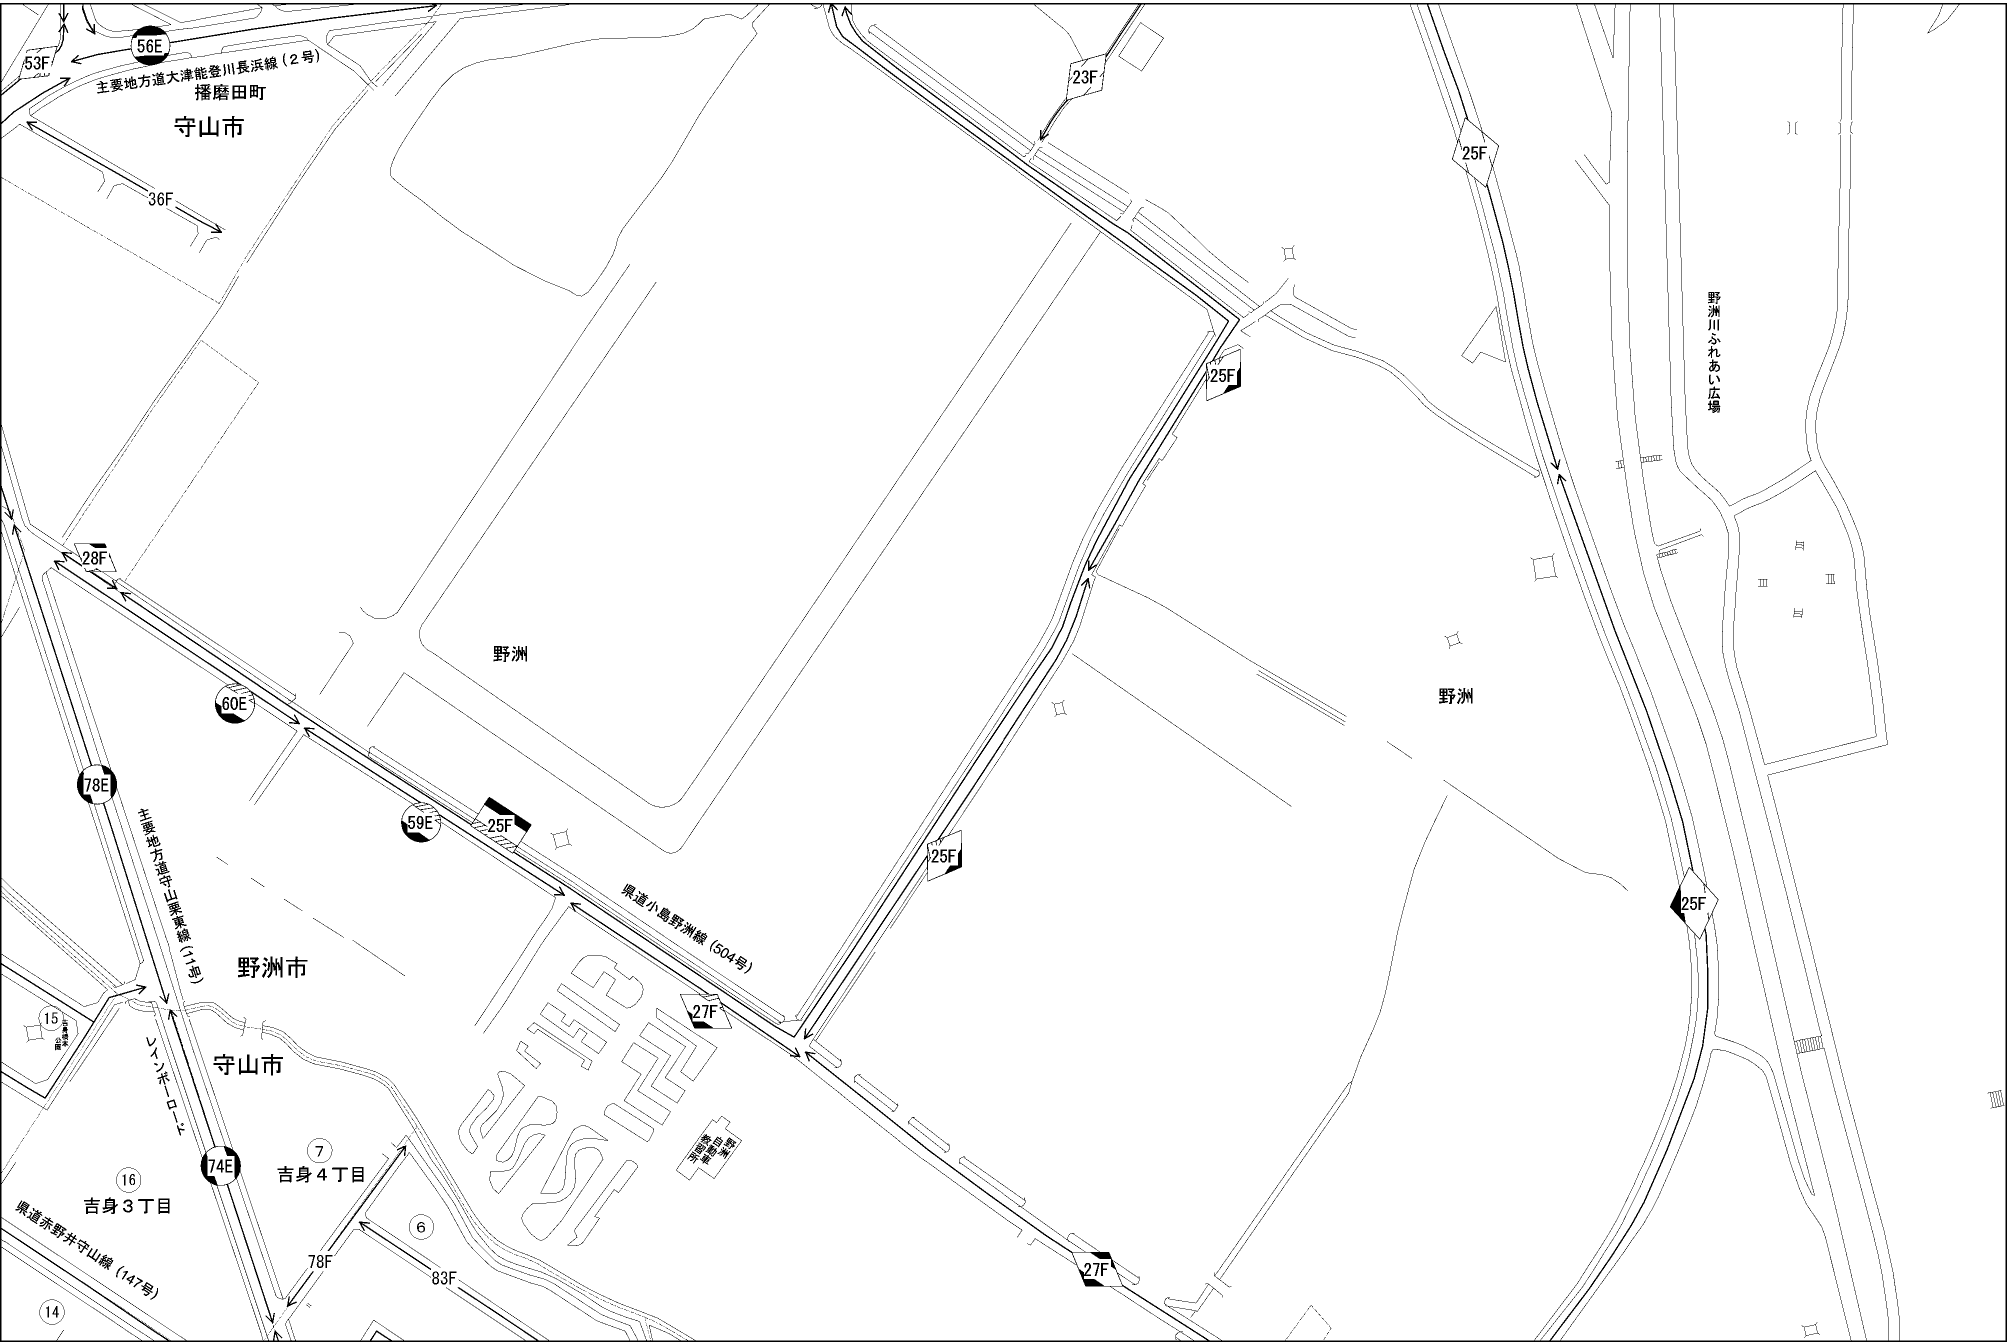 56E
53F
主要地方道大津能登川長浜線(2号)
播磨田町
守山市
36F
23F
25F
野洲川ふれあい広場
25F
28F
野洲
野洲
60E
78E
59E
25F
25F
主要地方道守山栗東線(11号)
県道小島野洲線(504号)
25F
野洲市
27F
15
レインボーロード
守山市
野洲
自動車
教習所
7
吉身4丁目
74E
16
吉身3丁目
6
県道赤野井守山線(147号)
78F
83F
27F
14